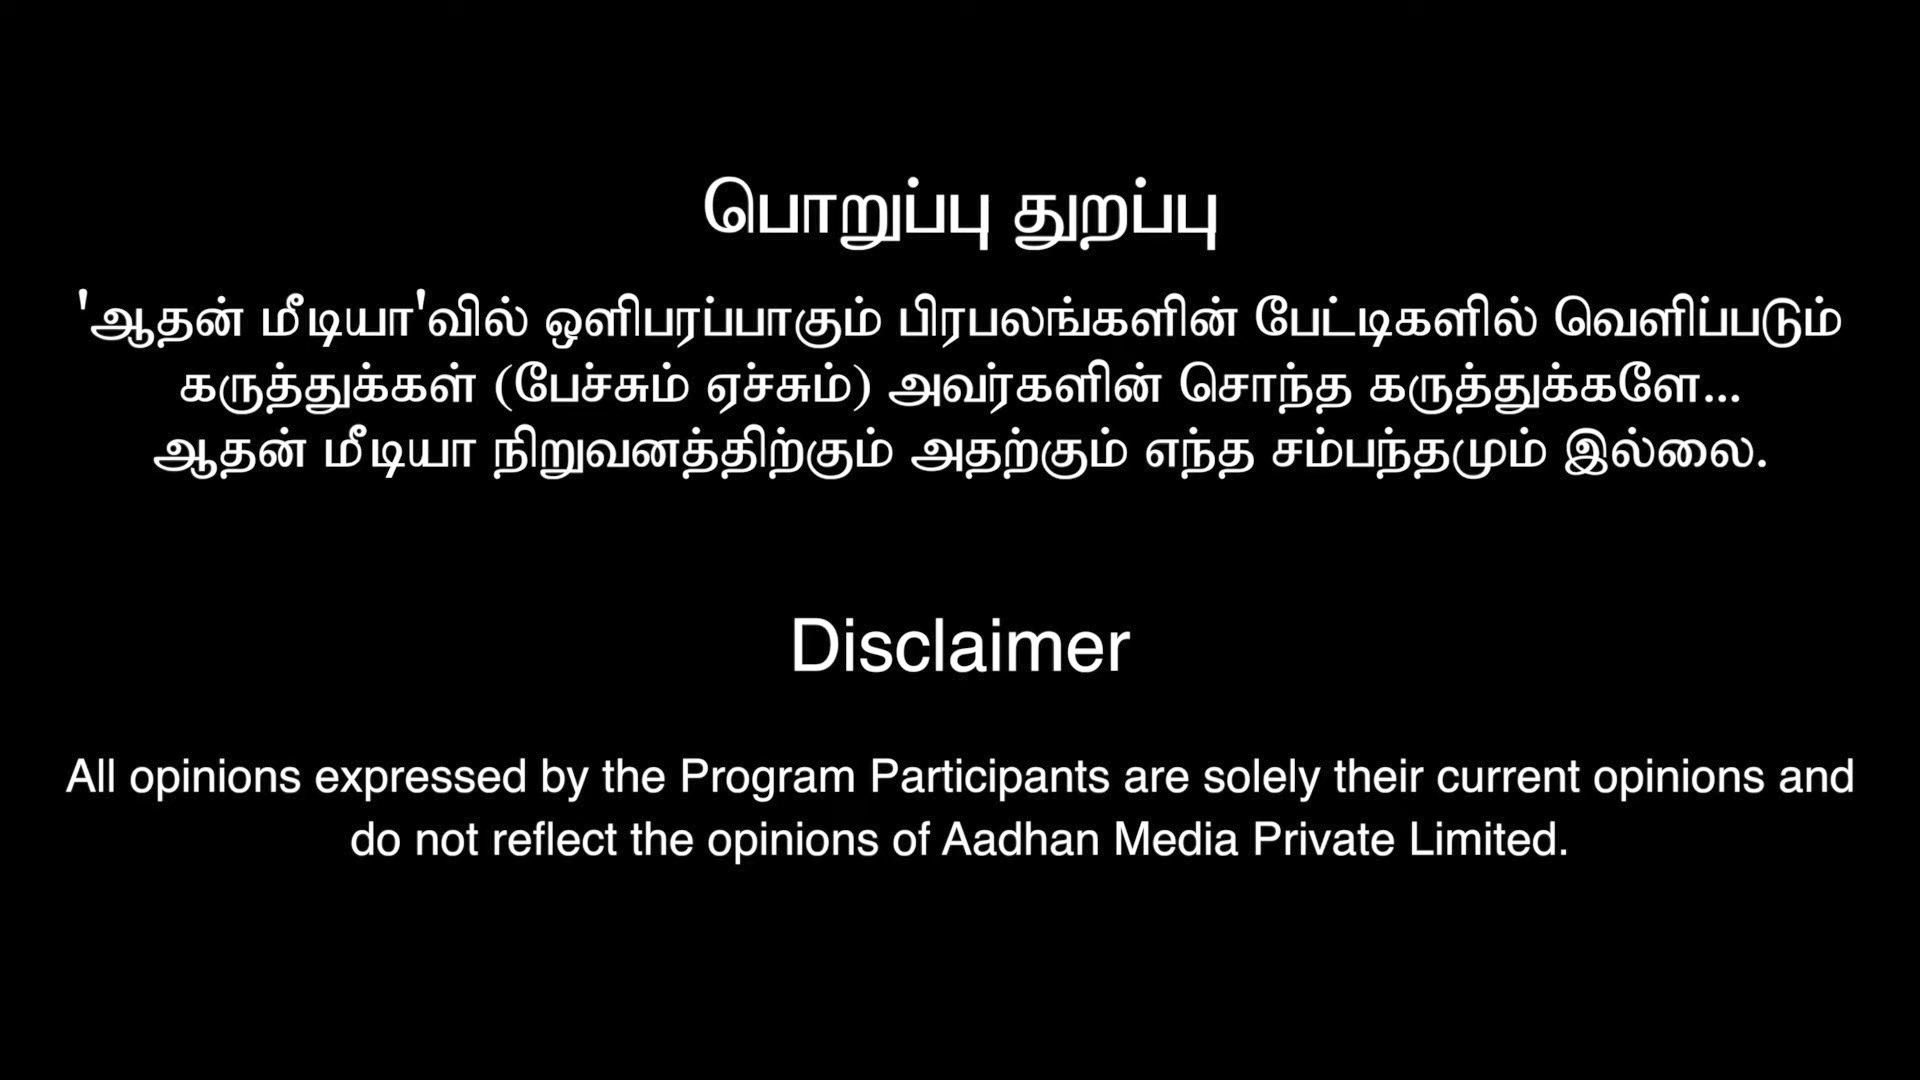 பொறுப்பு துறப்பு
'ஆதன் மீடியா'வில் ஒளிபரப்பாகும் பிரபலங்களின் பேட்டிகளில் வெளிப்படும்
கருத்துக்கள் (பேச்சும் ஏச்சும்) அவர்களின் சொந்த கருத்துக்களே...
ஆதன் மீடியா நிறுவனத்திற்கும் அதற்கும் எந்த சம்பந்தமும் இல்லை.
Disclaimer
All opinions expressed by the Program Participants are solely their current opinions and
do not reflect the opinions of Aadhan Media Private Limited.